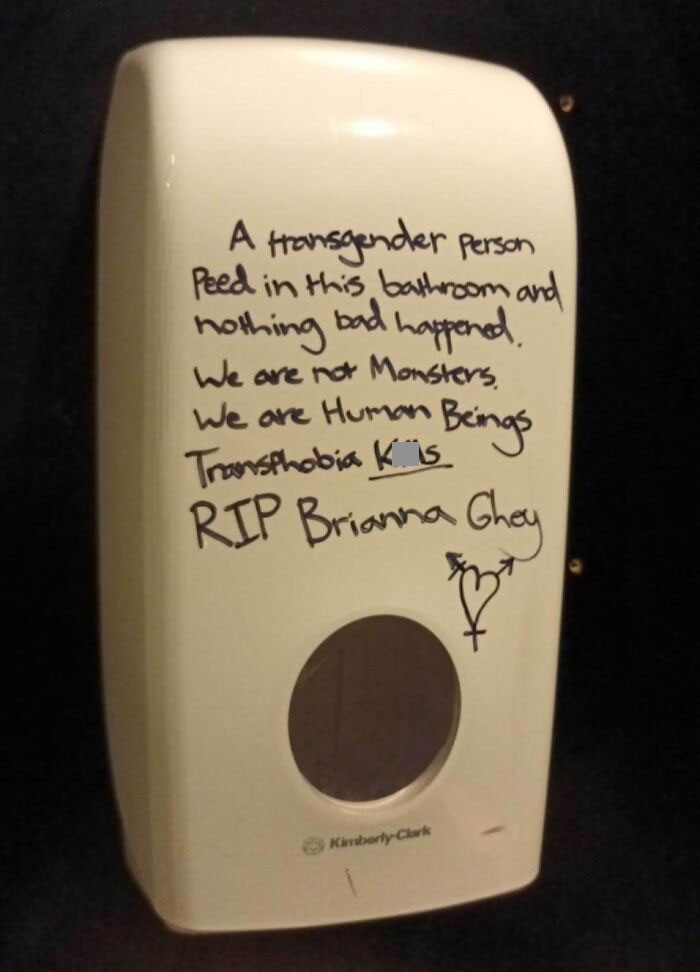 A transgender person
Peed in this bathroom and
nothing bad happened.
We are not Monsters.
We are Human Beings
Transphobia
RIP Brianna Ghey
Kimberly-Clark